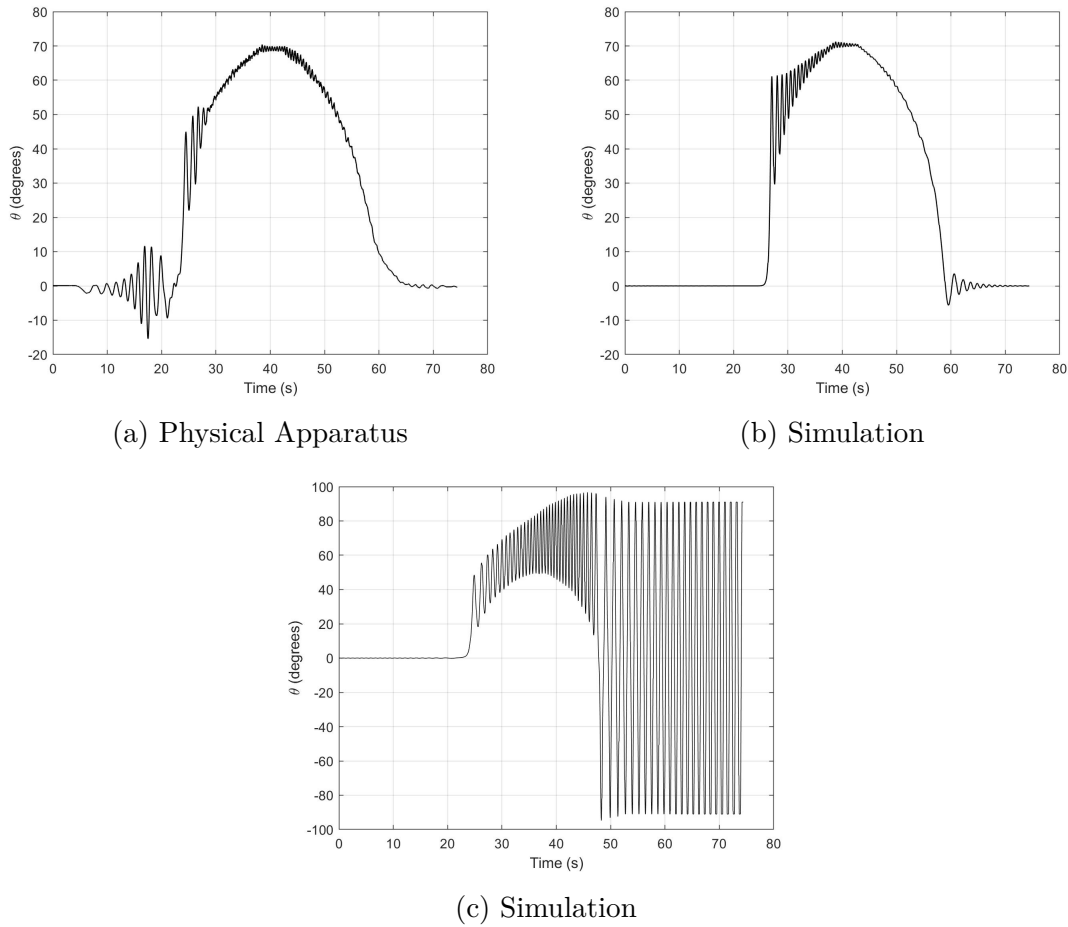 80
70
60
50
40
30
20
10
0
-10
-20
θ (degrees)
0 10 20 30 40 50 60 70 80
Time (s)
(a) Physical Apparatus
80
70
60
50
40
30
20
10
0
-10
-20
θ (degrees)
0 10 20 30 40 50 60 70 80
Time (s)
(b) Simulation
100
80
60
40
20
0
-20
-40
-60
-80
-100
θ (degrees)
0 10 20 30 40 50 60 70 80
Time (s)
(c) Simulation